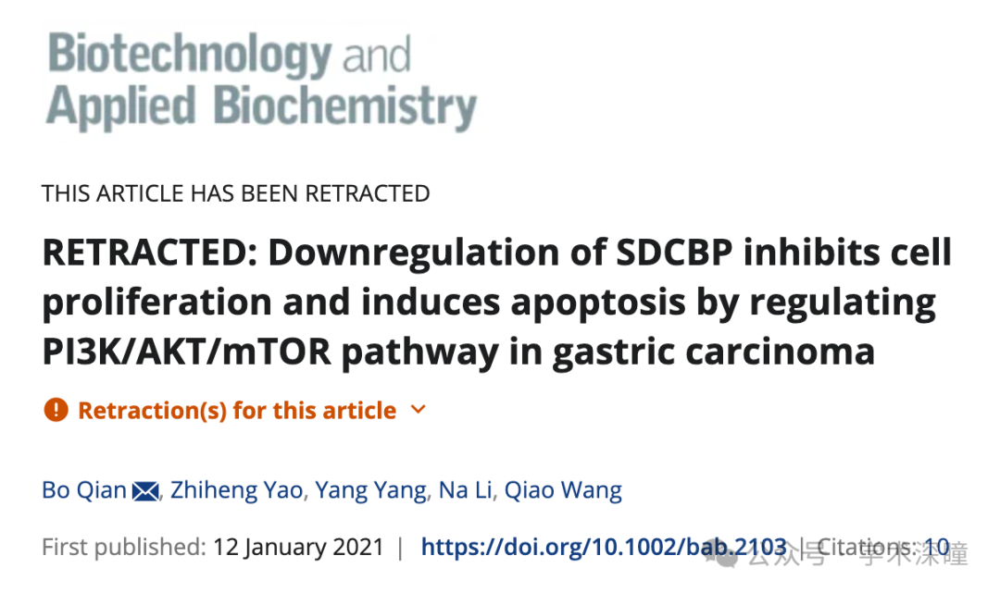 Biotechnology and
Applied Biochemistry
THIS ARTICLE HAS BEEN RETRACTED
RETRACTED: Downregulation of SDCBP inhibits cell
proliferation and induces apoptosis by regulating
PI3K/AKT/mTOR pathway in gastric carcinoma
Retraction(s) for this article
Bo Qian, Zhiheng Yao, Yang Yang, Na Li, Qiao Wang
First published: 12 January 2021 | https://doi.org/10.1002/bab.2103 | Citations: 10
公众号 · 学术深瞳